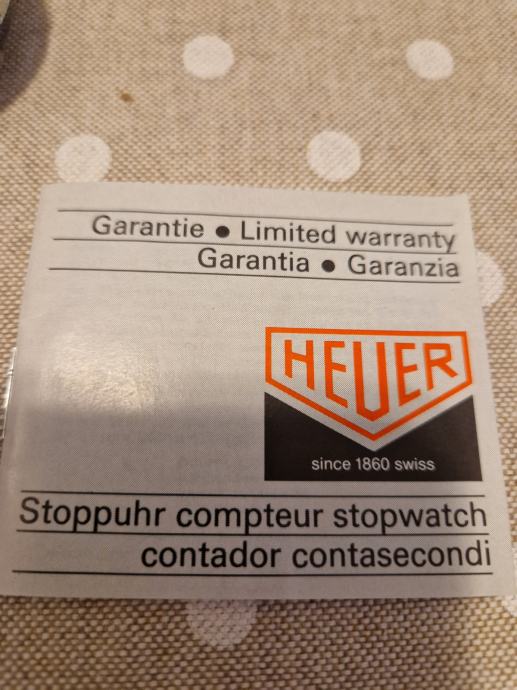 Garantie ● Limited warranty
Garantia ● Garanzia
HEUER
since 1860 swiss
Stoppuhr compteur stopwatch
contador contasecondi